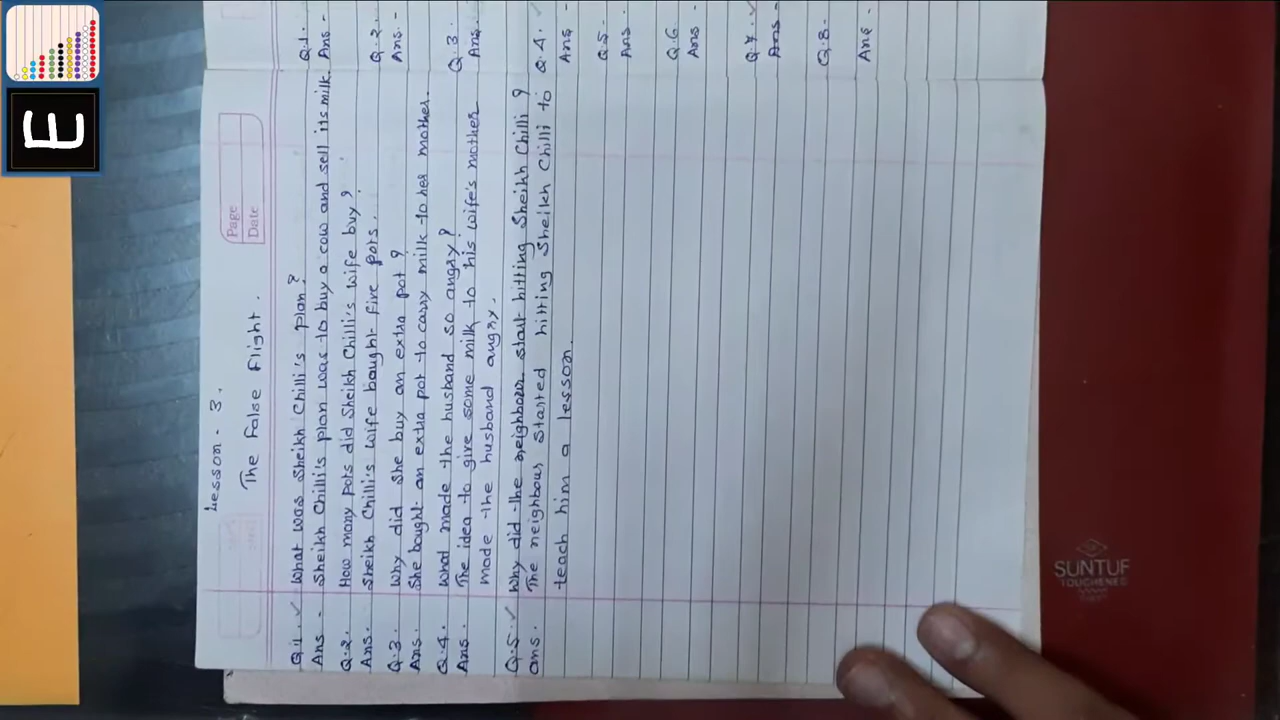 E
Lesson - 3.
Page
Date
The False Flight.
Q.1. ✓ What was Sheikh Chilli's plan?
Ans - Sheikh Chilli's plan was to buy a cow and sell its milk.
Q.2. How many pots did Sheikh Chilli's wife buy?
Ans. Sheikh Chilli's wife bought five pots.
Q.3. Why did she buy an extra pot?
Ans. She bought an extra pot to carry milk to her mother.
Q.4. What made the husband so angry?
Ans. The idea to give some milk to his wife's mother
made the husband angry.
Q.5. ✓ Why did the neighbour start hitting Sheikh Chilli?
Ans. The neighbour started hitting Sheikh Chilli to
teach him a lesson.
Q.1.
Ans -
Q.2.
Ans. -
Q.3.
Ans.
Q.4. ✓
Ans -
Q.5.
Ans.
Q.6.
Ans -
Q.7. ✓
Ans -
Q.8.
Ans -
SUNTUF
TOUGHENED